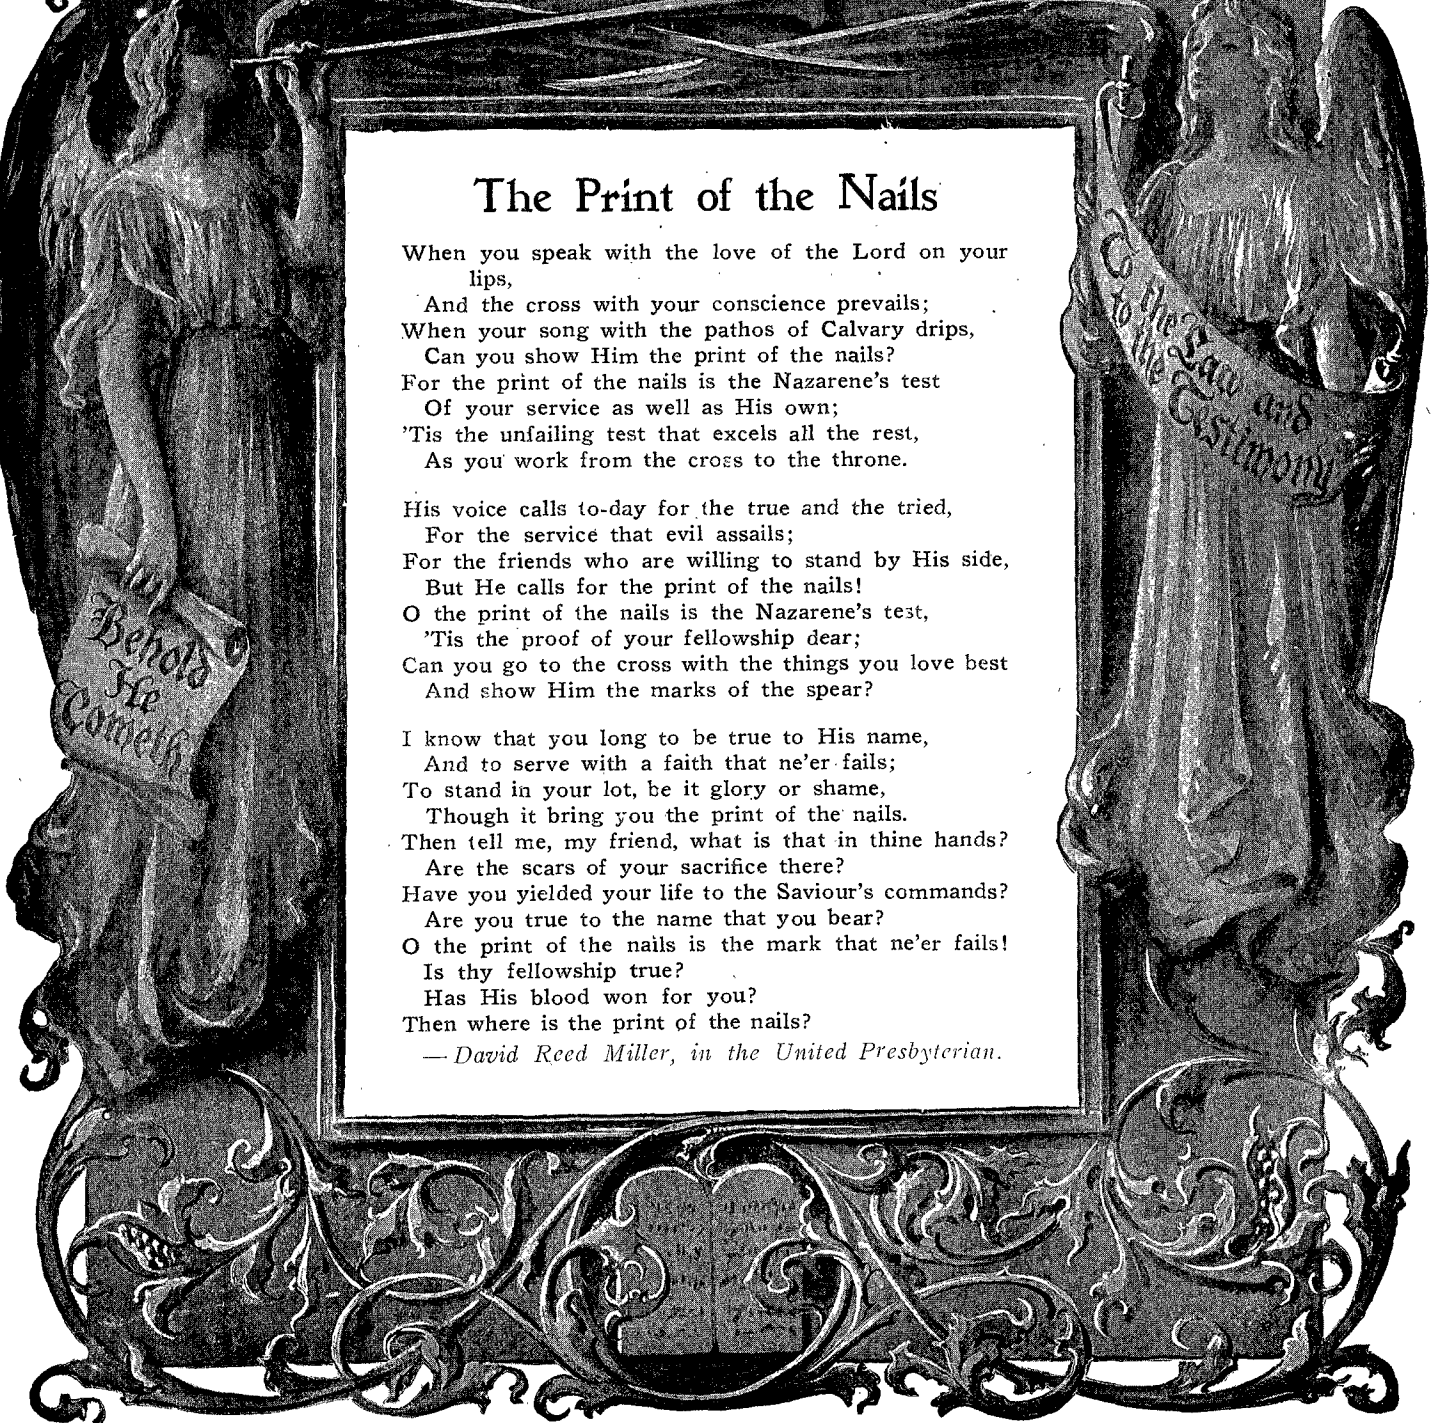 The Print of the Nails
When you speak with the love of the Lord on your
lips,
And the cross with your conscience prevails;
When your song with the pathos of Calvary drips,
Can you show Him the print of the nails?
For the print of the nails is the Nazarene's test
Of your service as well as His own;
'Tis the unfailing test that excels all the rest,
As you work from the cross to the throne.
His voice calls to-day for the true and the tried,
For the service that evil assails;
For the friends who are willing to stand by His side,
But He calls for the print of the nails!
O the print of the nails is the Nazarene's test,
'Tis the proof of your fellowship dear;
Can you go to the cross with the things you love best
And show Him the marks of the spear?
I know that you long to be true to His name,
And to serve with a faith that ne'er fails;
To stand in your lot, be it glory or shame,
Though it bring you the print of the nails.
Then tell me, my friend, what is that in thine hands?
Are the scars of your sacrifice there?
Have you yielded your life to the Saviour's commands?
Are you true to the name that you bear?
O the print of the nails is the mark that ne'er fails!
Is thy fellowship true?
Has His blood won for you?
Then where is the print of the nails?
— David Reed Miller, in the United Presbyterian.
Behold
He
Cometh
To the Law and
to the Testimony